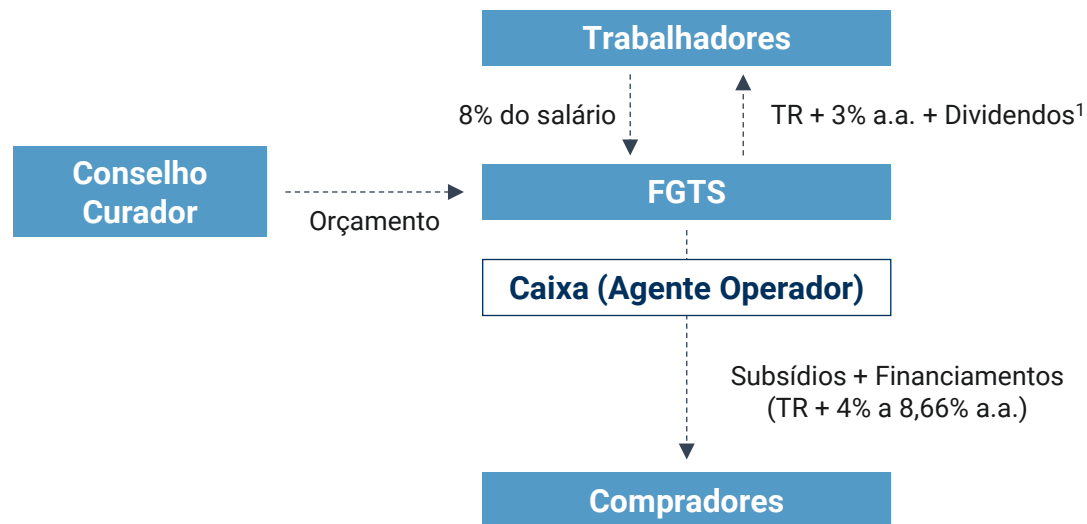 Trabalhadores
8% do salário
TR + 3% a.a. + Dividendos¹
Conselho
Curador
Orçamento
FGTS
Caixa (Agente Operador)
Subsídios + Financiamentos
(TR + 4% a 8,66% a.a.)
Compradores